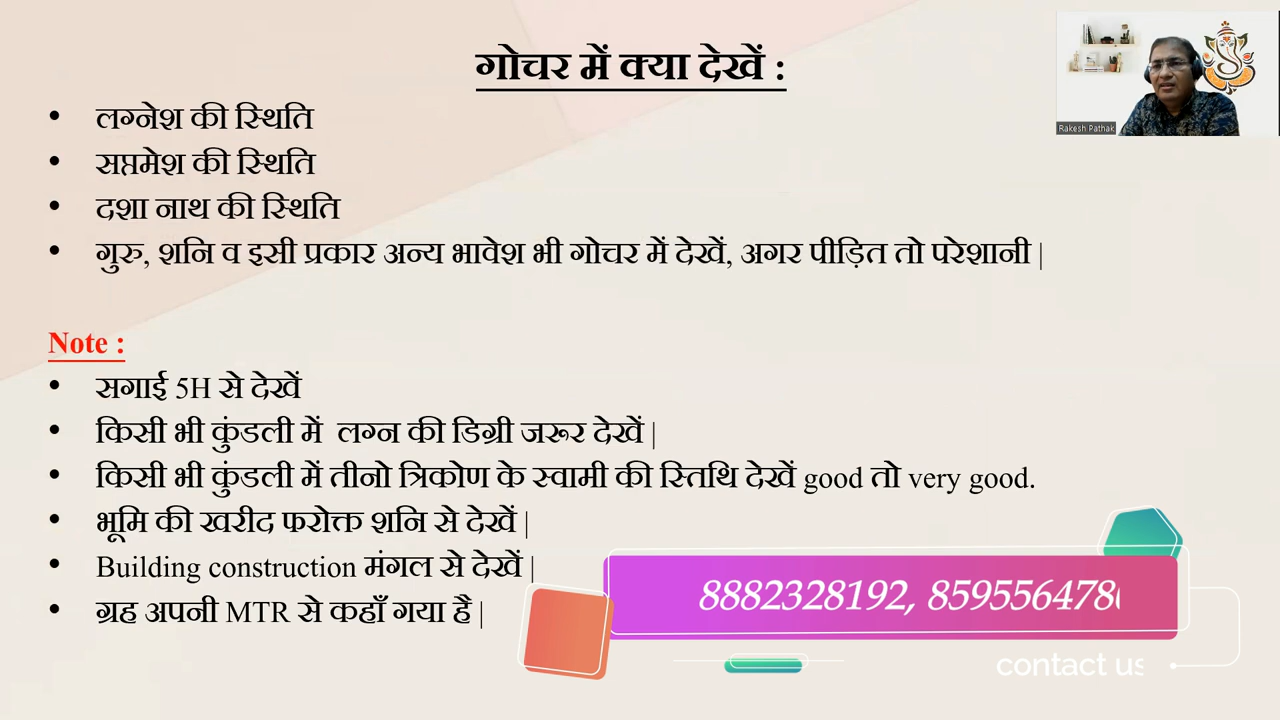 गोचर में क्या देखें :
Rakesh Pathak
• लग्नेश की स्थिति
• सप्तमेश की स्थिति
• दशा नाथ की स्थिति
• गुरु, शनि व इसी प्रकार अन्य भावेश भी गोचर में देखें, अगर पीड़ित तो परेशानी |
Note :
• सगाई 5H से देखें
• किसी भी कुंडली में लग्न की डिग्री जरूर देखें |
• किसी भी कुंडली में तीनो त्रिकोण के स्वामी की स्तिथि देखें good तो very good.
• भूमि की खरीद फरोक्त शनि से देखें |
• Building construction मंगल से देखें |
• ग्रह अपनी MTR से कहाँ गया है |
8882328192, 859556478
contact us